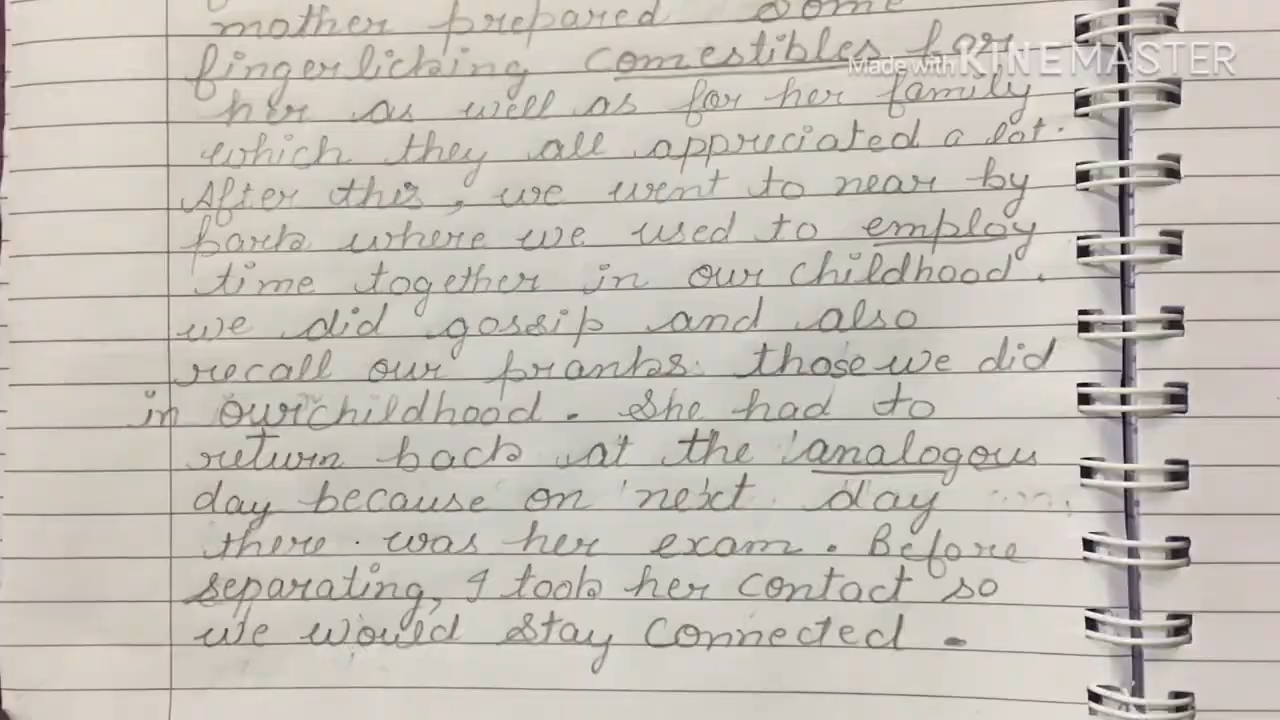 mother prepared some
fingerlicking comestibles for
Made with KINEMASTER
her as well as for her family
which they all appreciated a lot.
After this, we went to near by
park where we used to employ
time together in our childhood.
we did gossip and also
recall our pranks. those we did
in our childhood. She had to
return back at the analogous
day because on next day
there was her exam. Before
separating, I took her contact so
we would stay connected.